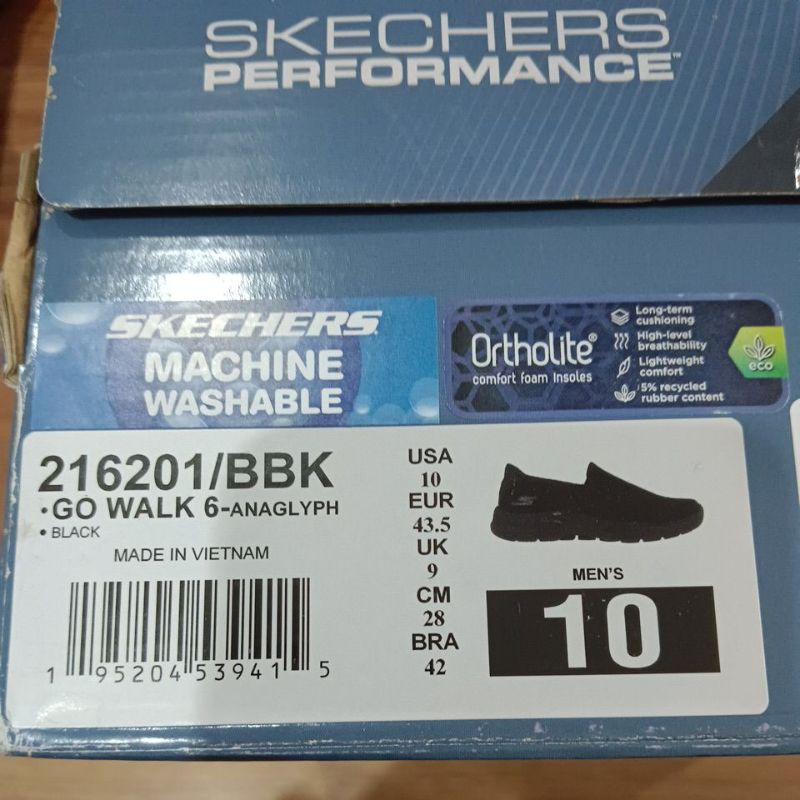 SKECHERS
PERFORMANCE™
SKECHERS
MACHINE
WASHABLE
OrthoLite®
comfort foam insoles
Long-term
cushioning
High-level
breathability
Lightweight
comfort
5% recycled
rubber content
eco
216201/BBK
•GO WALK 6-ANAGLYPH
• BLACK
MADE IN VIETNAM
1 95204 53941 5
USA
10
EUR
43.5
UK
9
CM
28
BRA
42
MEN'S
10